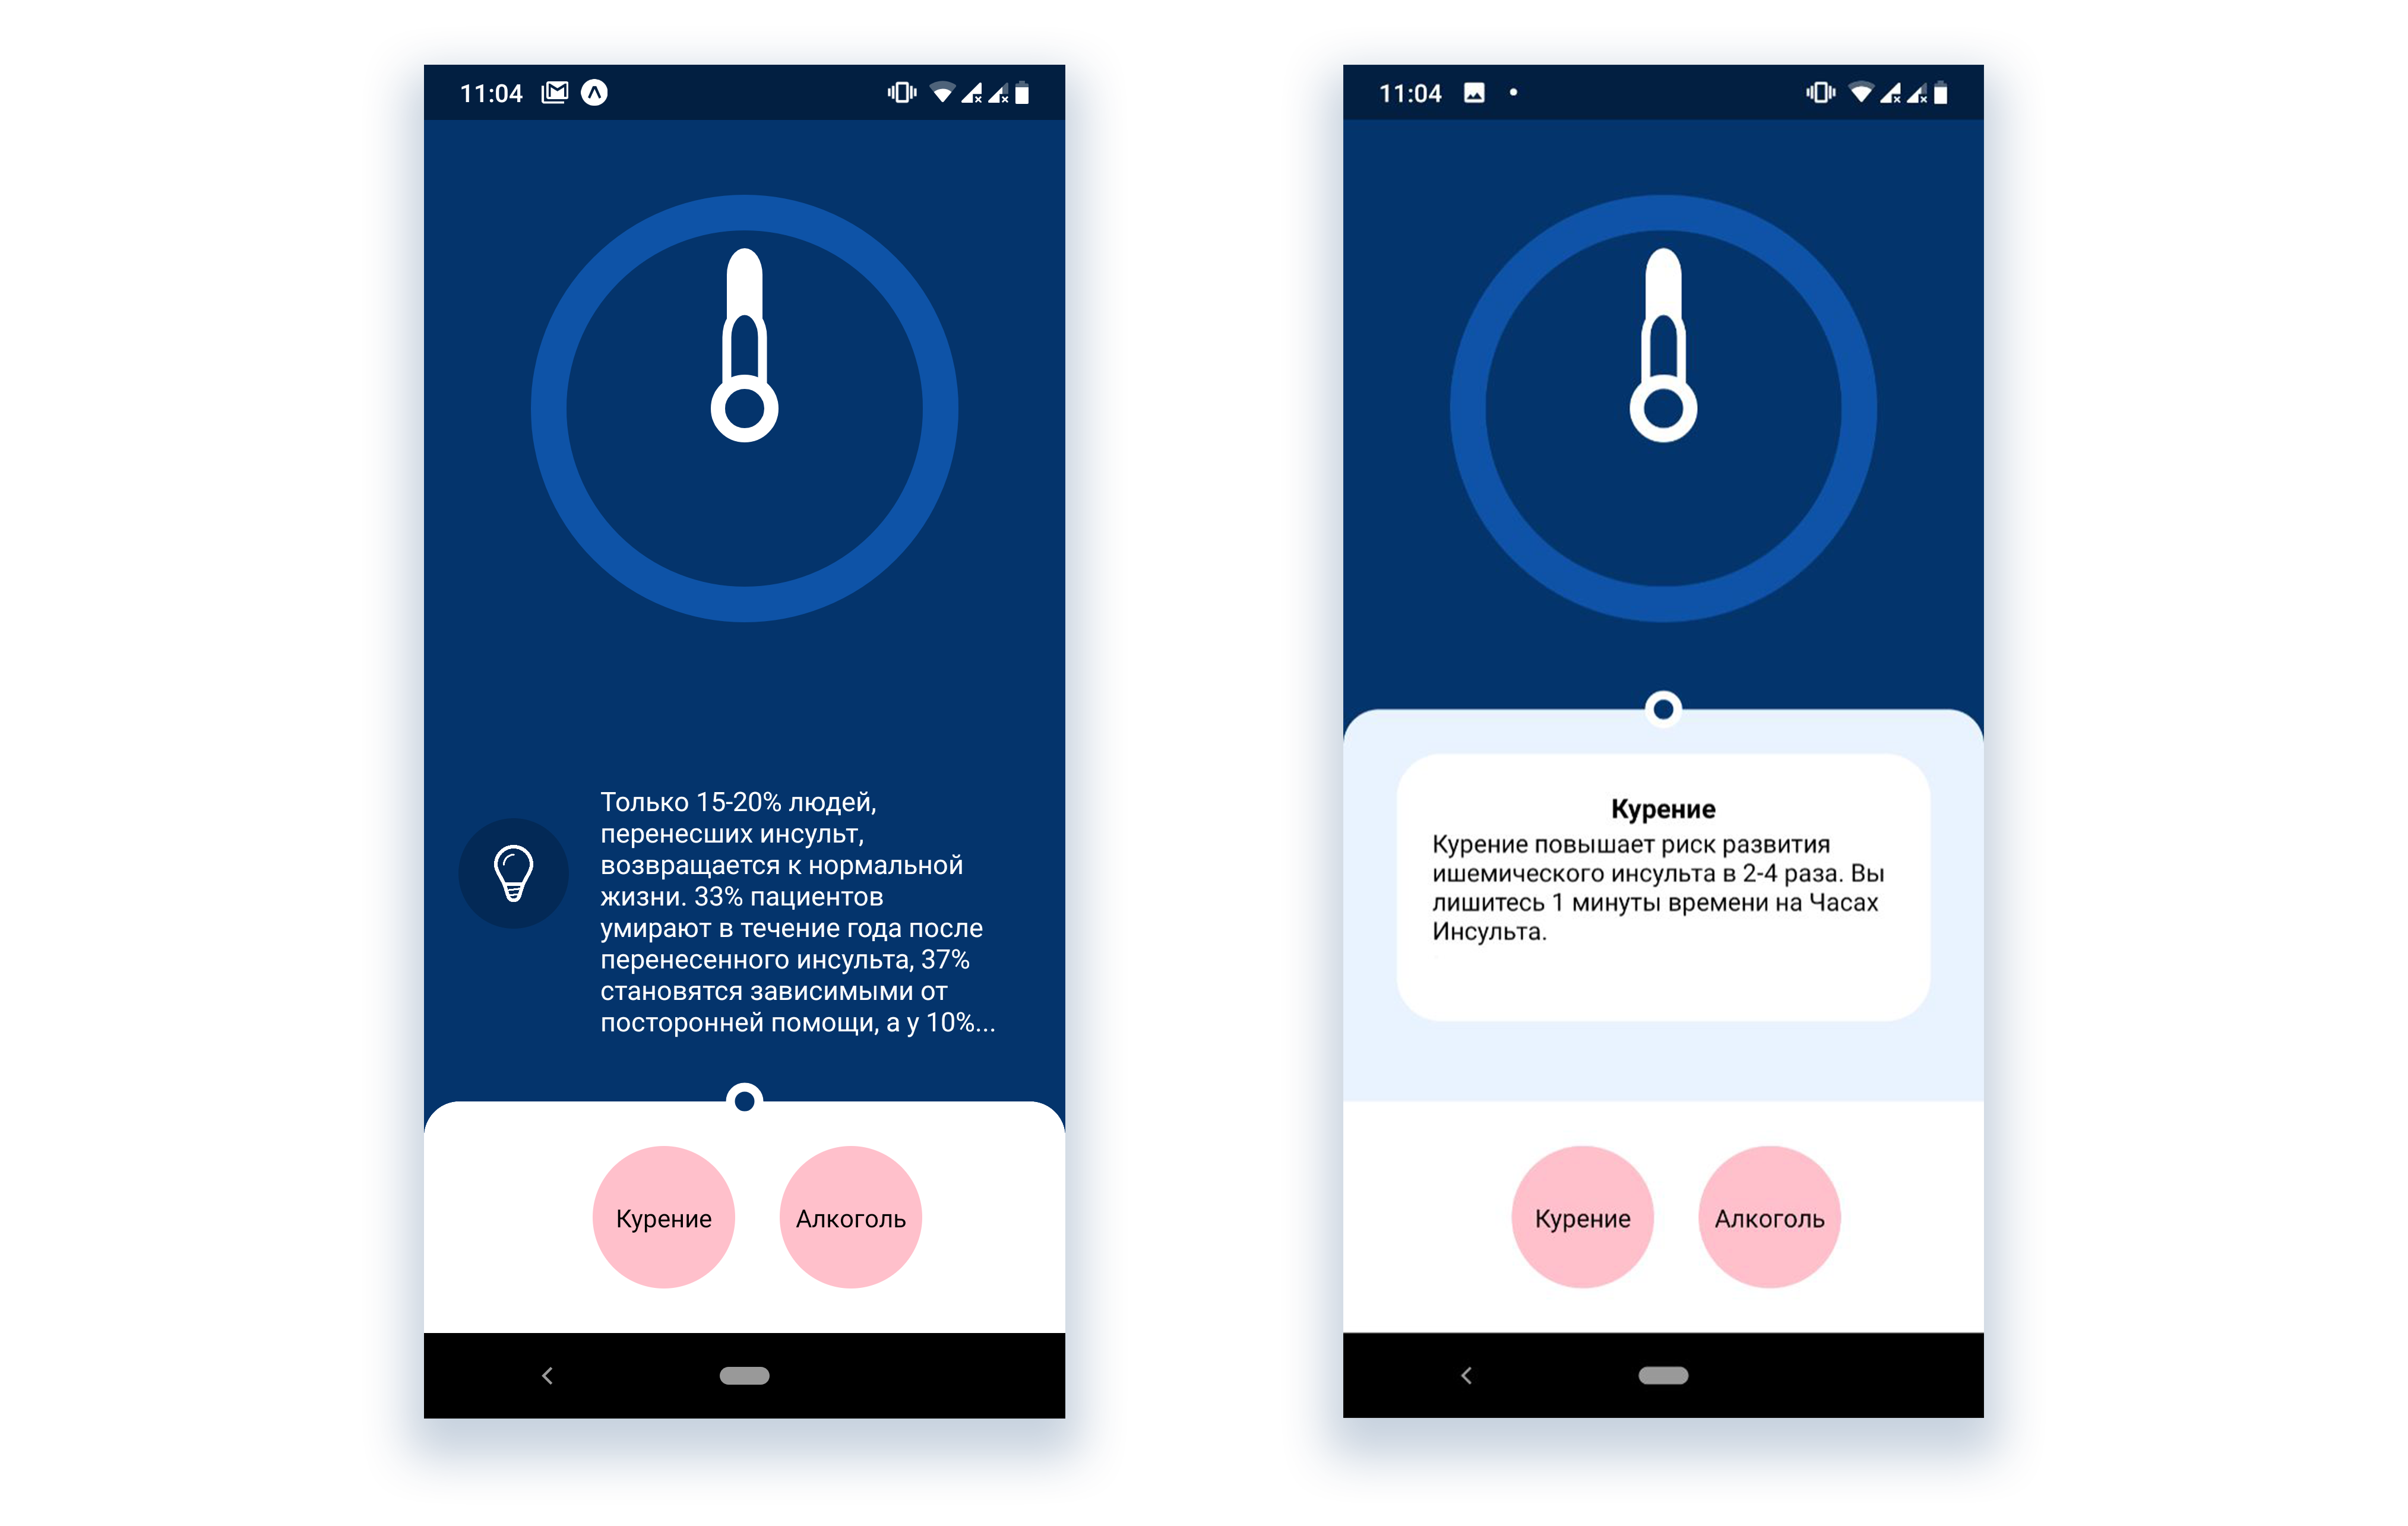 11:04
Только 15-20% людей,
перенесших инсульт,
возвращается к нормальной
жизни. 33% пациентов
умирают в течение года после
перенесенного инсульта, 37%
становятся зависимыми от
посторонней помощи, а у 10%...
Курение
Алкоголь
11:04
Курение
Курение повышает риск развития
ишемического инсульта в 2-4 раза. Вы
лишитесь 1 минуты времени на Часах
Инсульта.
Курение
Алкоголь